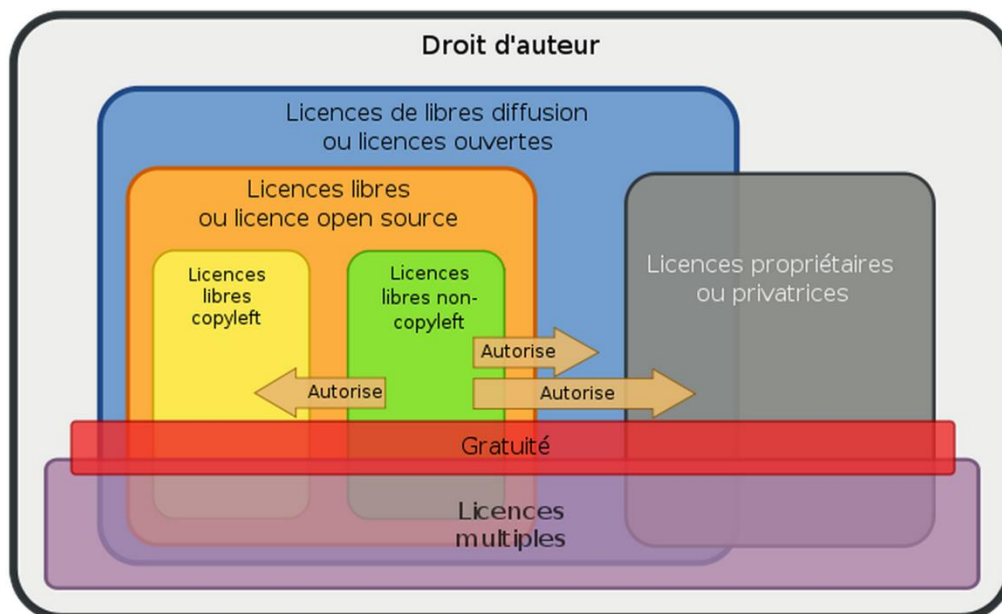 Droit d'auteur
Licences de libres diffusion
ou licences ouvertes
Licences libres
ou licence open source
Licences
libres
copyleft
Licences
libres non-
copyleft
Licences propriétaires
ou privatrices
Autorise
Autorise
Autorise
Gratuité
Licences
multiples